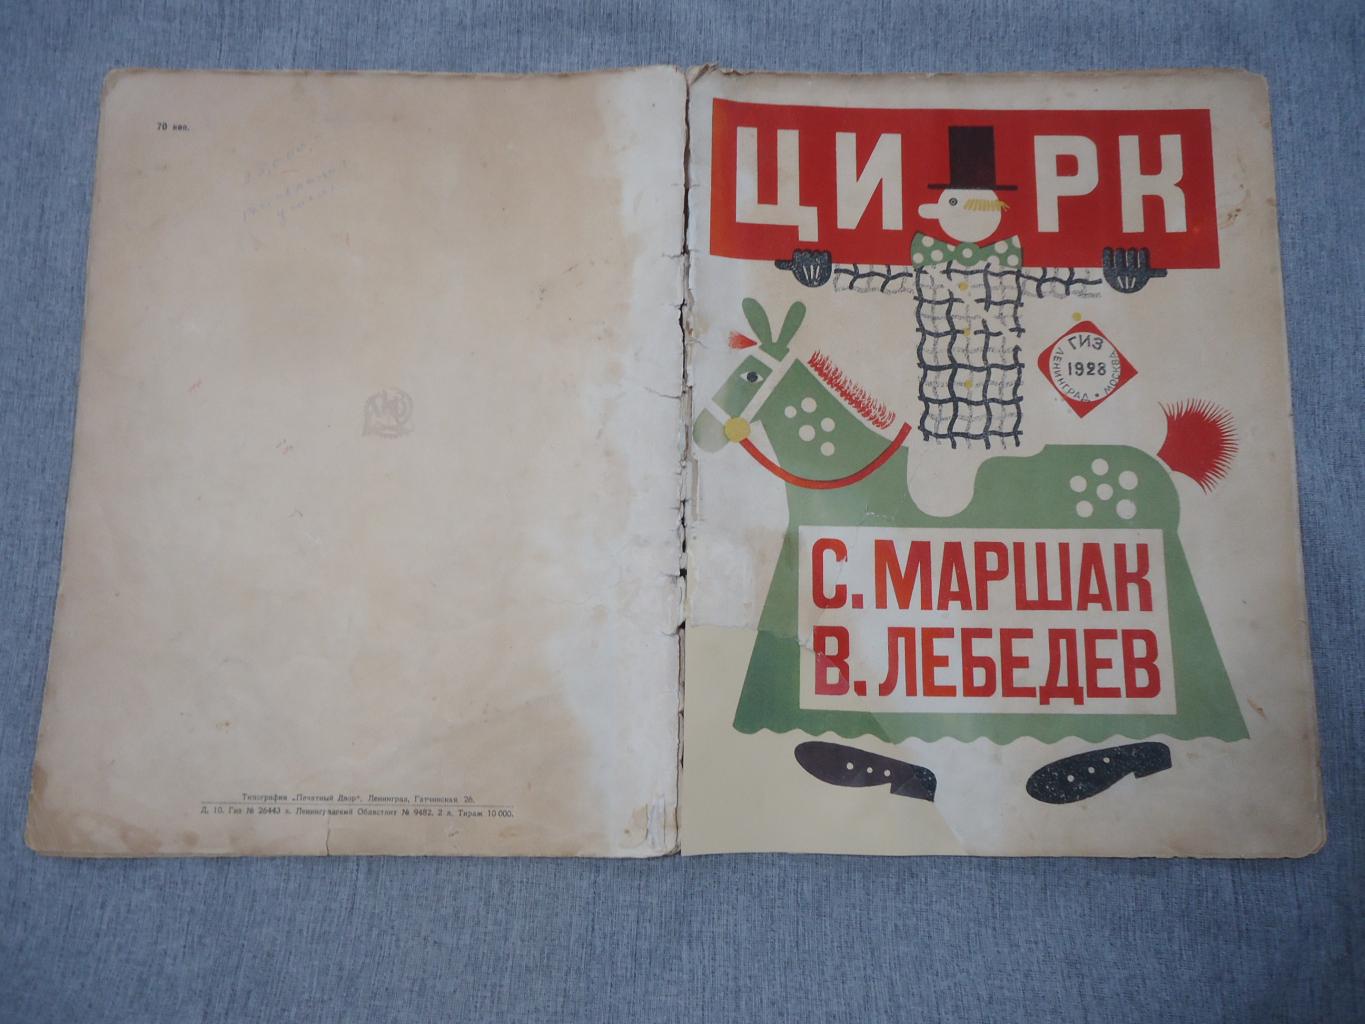 70 коп.
Типография „Печатный Двор", Ленинград, Гатчинская 26.
Д. 10. Гиз № 26443 л. Ленинградский Областлит № 9482. 2 л. Тираж 10 000.
ЦИРК
ГИЗ
1928
ЛЕНИНГРАД • МОСКВА
С. МАРШАК
В. ЛЕБЕДЕВ